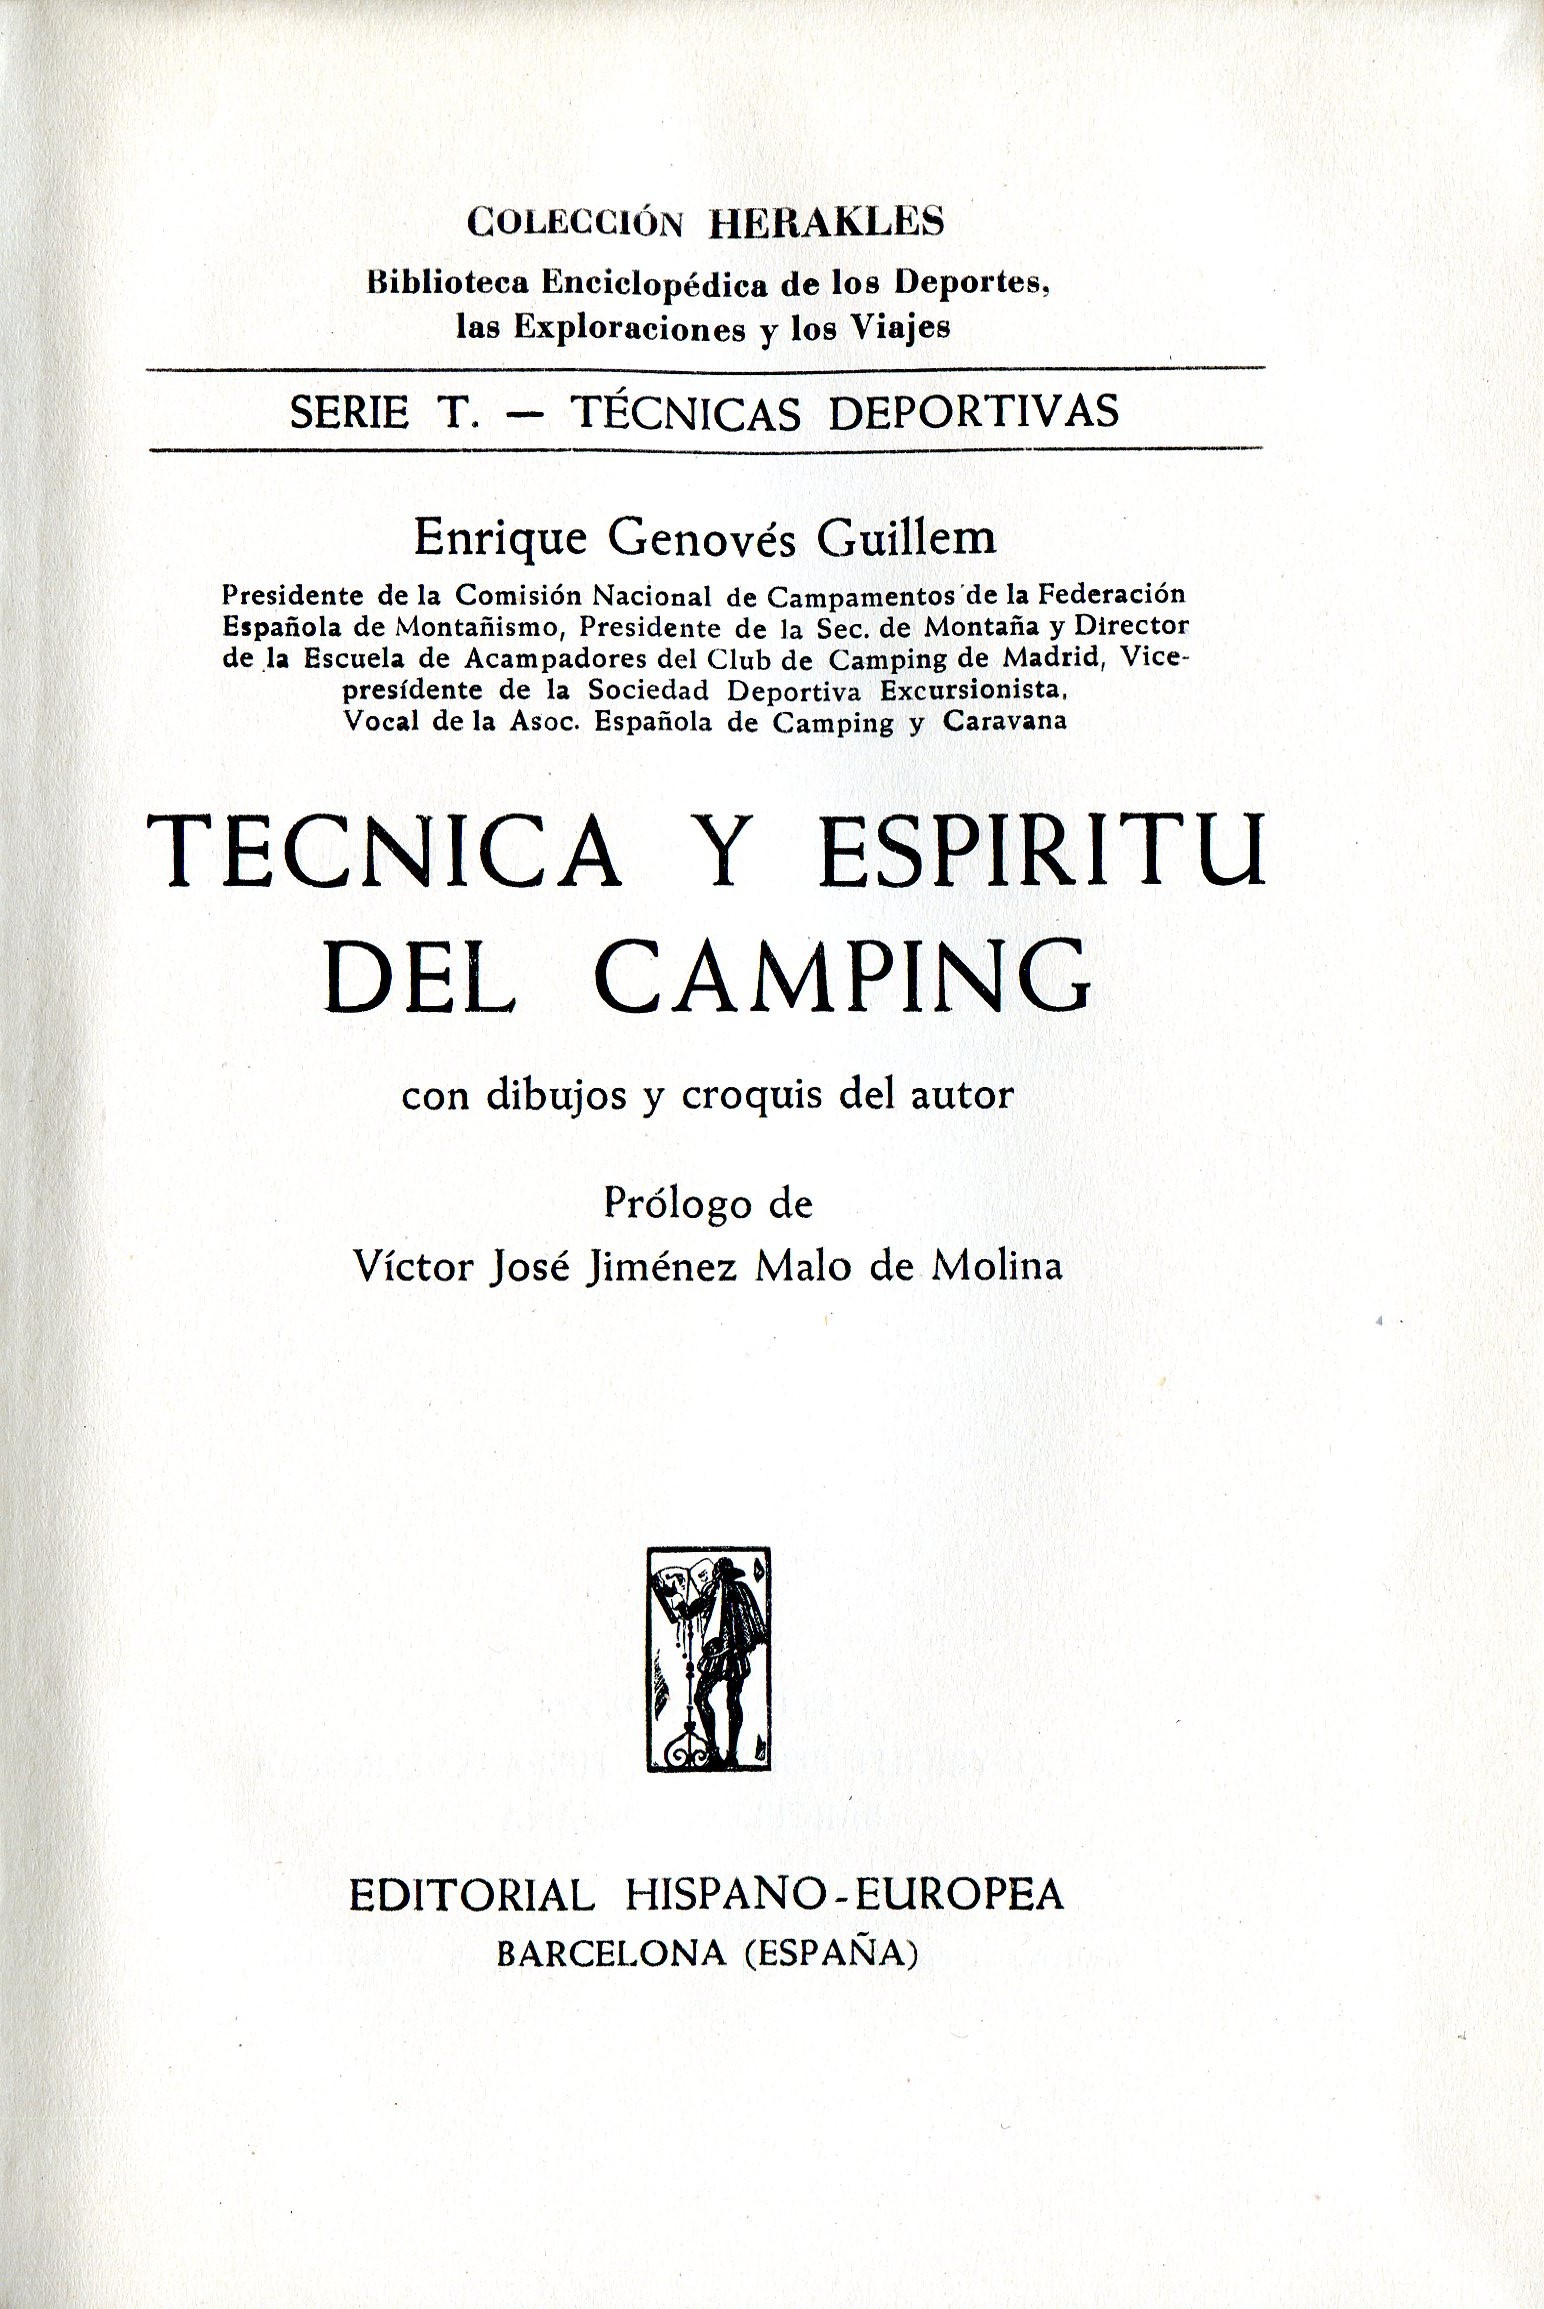 COLECCIÓN HERAKLES
Biblioteca Enciclopédica de los Deportes,
las Exploraciones y los Viajes
SERIE T. — TÉCNICAS DEPORTIVAS
Enrique Genovés Guillem
Presidente de la Comisión Nacional de Campamentos de la Federación
Española de Montañismo, Presidente de la Sec. de Montaña y Director
de la Escuela de Acampadores del Club de Camping de Madrid, Vice-
presidente de la Sociedad Deportiva Excursionista,
Vocal de la Asoc. Española de Camping y Caravana
TECNICA Y ESPIRITU
DEL CAMPING
con dibujos y croquis del autor
Prólogo de
Víctor José Jiménez Malo de Molina
EDITORIAL HISPANO-EUROPEA
BARCELONA (ESPAÑA)